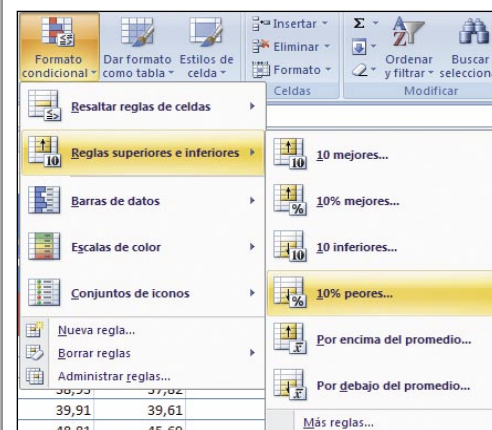 Formato condicional
Dar formato como tabla
Estilos de celda
Insertar
Eliminar
Formato
Celdas
Σ
Ordenar y filtrar
Buscar
seleccion
Modificar
Resaltar reglas de celdas
Reglas superiores e inferiores
Barras de datos
Escalas de color
Conjuntos de iconos
Nueva regla...
Borrar reglas
Administrar reglas...
10 mejores...
10% mejores...
10 inferiores...
10% peores...
Por encima del promedio...
Por debajo del promedio...
Más reglas...
39,91 39,61